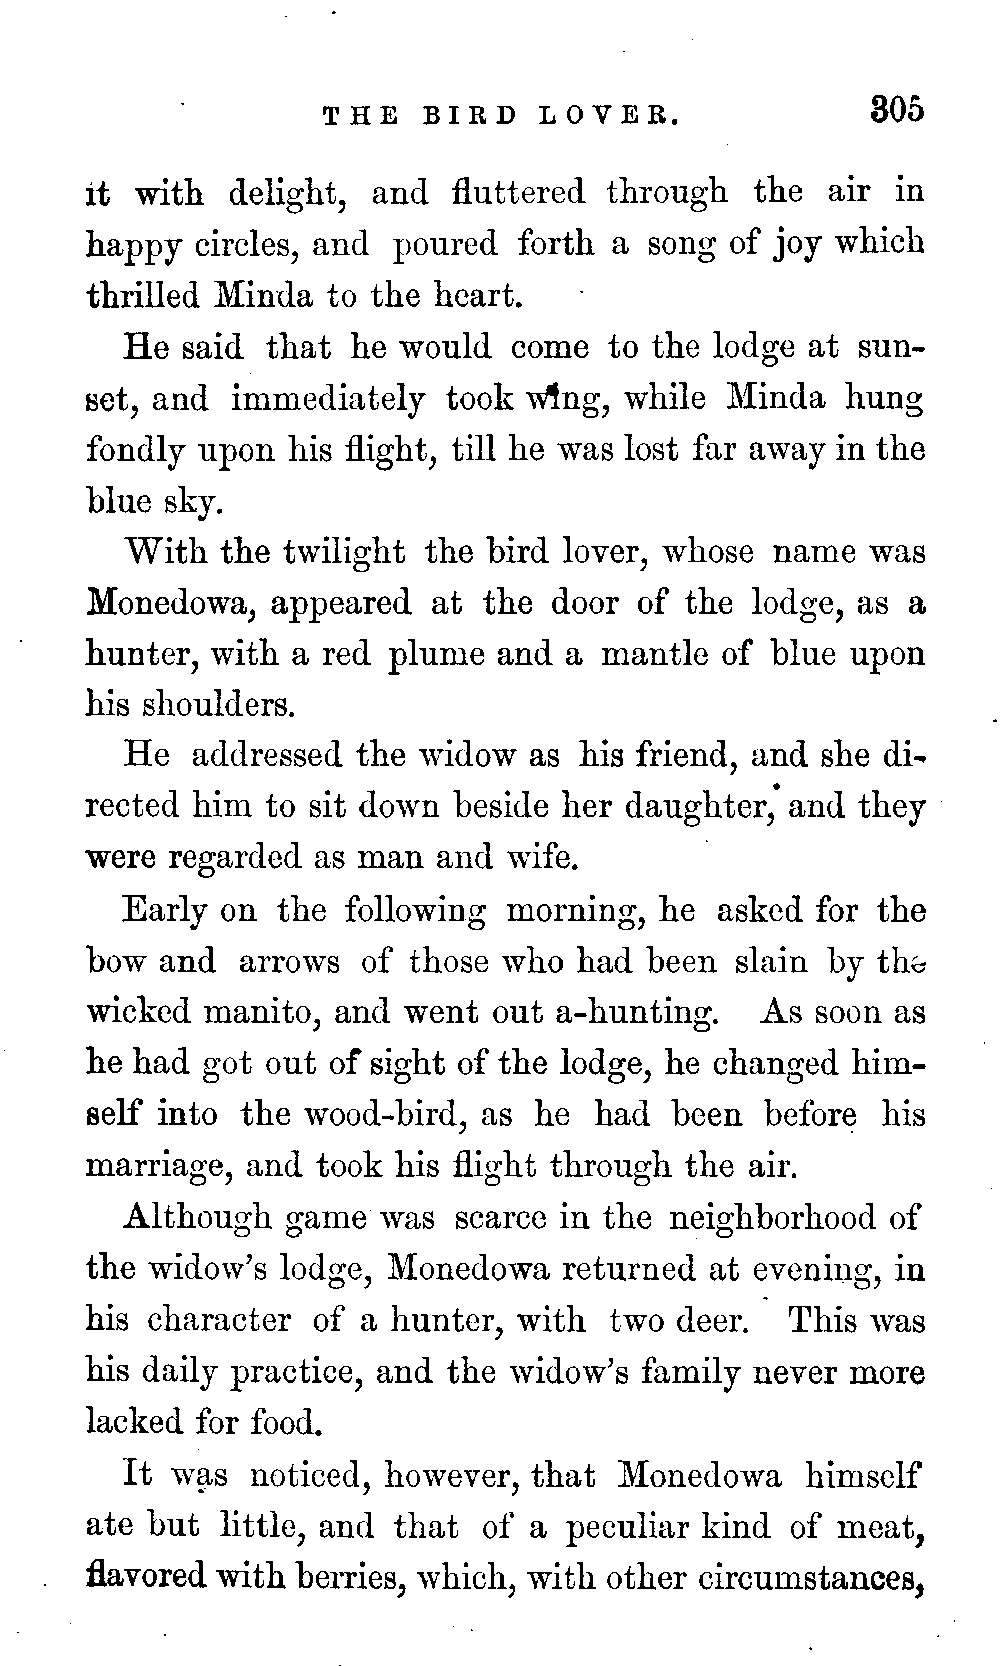 THE BIRD LOVER. 305
it with delight, and fluttered through the air in
happy circles, and poured forth a song of joy which
thrilled Minda to the heart.
He said that he would come to the lodge at sun-
set, and immediately took wing, while Minda hung
fondly upon his flight, till he was lost far away in the
blue sky.
With the twilight the bird lover, whose name was
Monedowa, appeared at the door of the lodge, as a
hunter, with a red plume and a mantle of blue upon
his shoulders.
He addressed the widow as his friend, and she di-
rected him to sit down beside her daughter, and they
were regarded as man and wife.
Early on the following morning, he asked for the
bow and arrows of those who had been slain by the
wicked manito, and went out a-hunting. As soon as
he had got out of sight of the lodge, he changed him-
self into the wood-bird, as he had been before his
marriage, and took his flight through the air.
Although game was scarce in the neighborhood of
the widow's lodge, Monedowa returned at evening, in
his character of a hunter, with two deer. This was
his daily practice, and the widow's family never more
lacked for food.
It was noticed, however, that Monedowa himself
ate but little, and that of a peculiar kind of meat,
flavored with berries, which, with other circumstances,